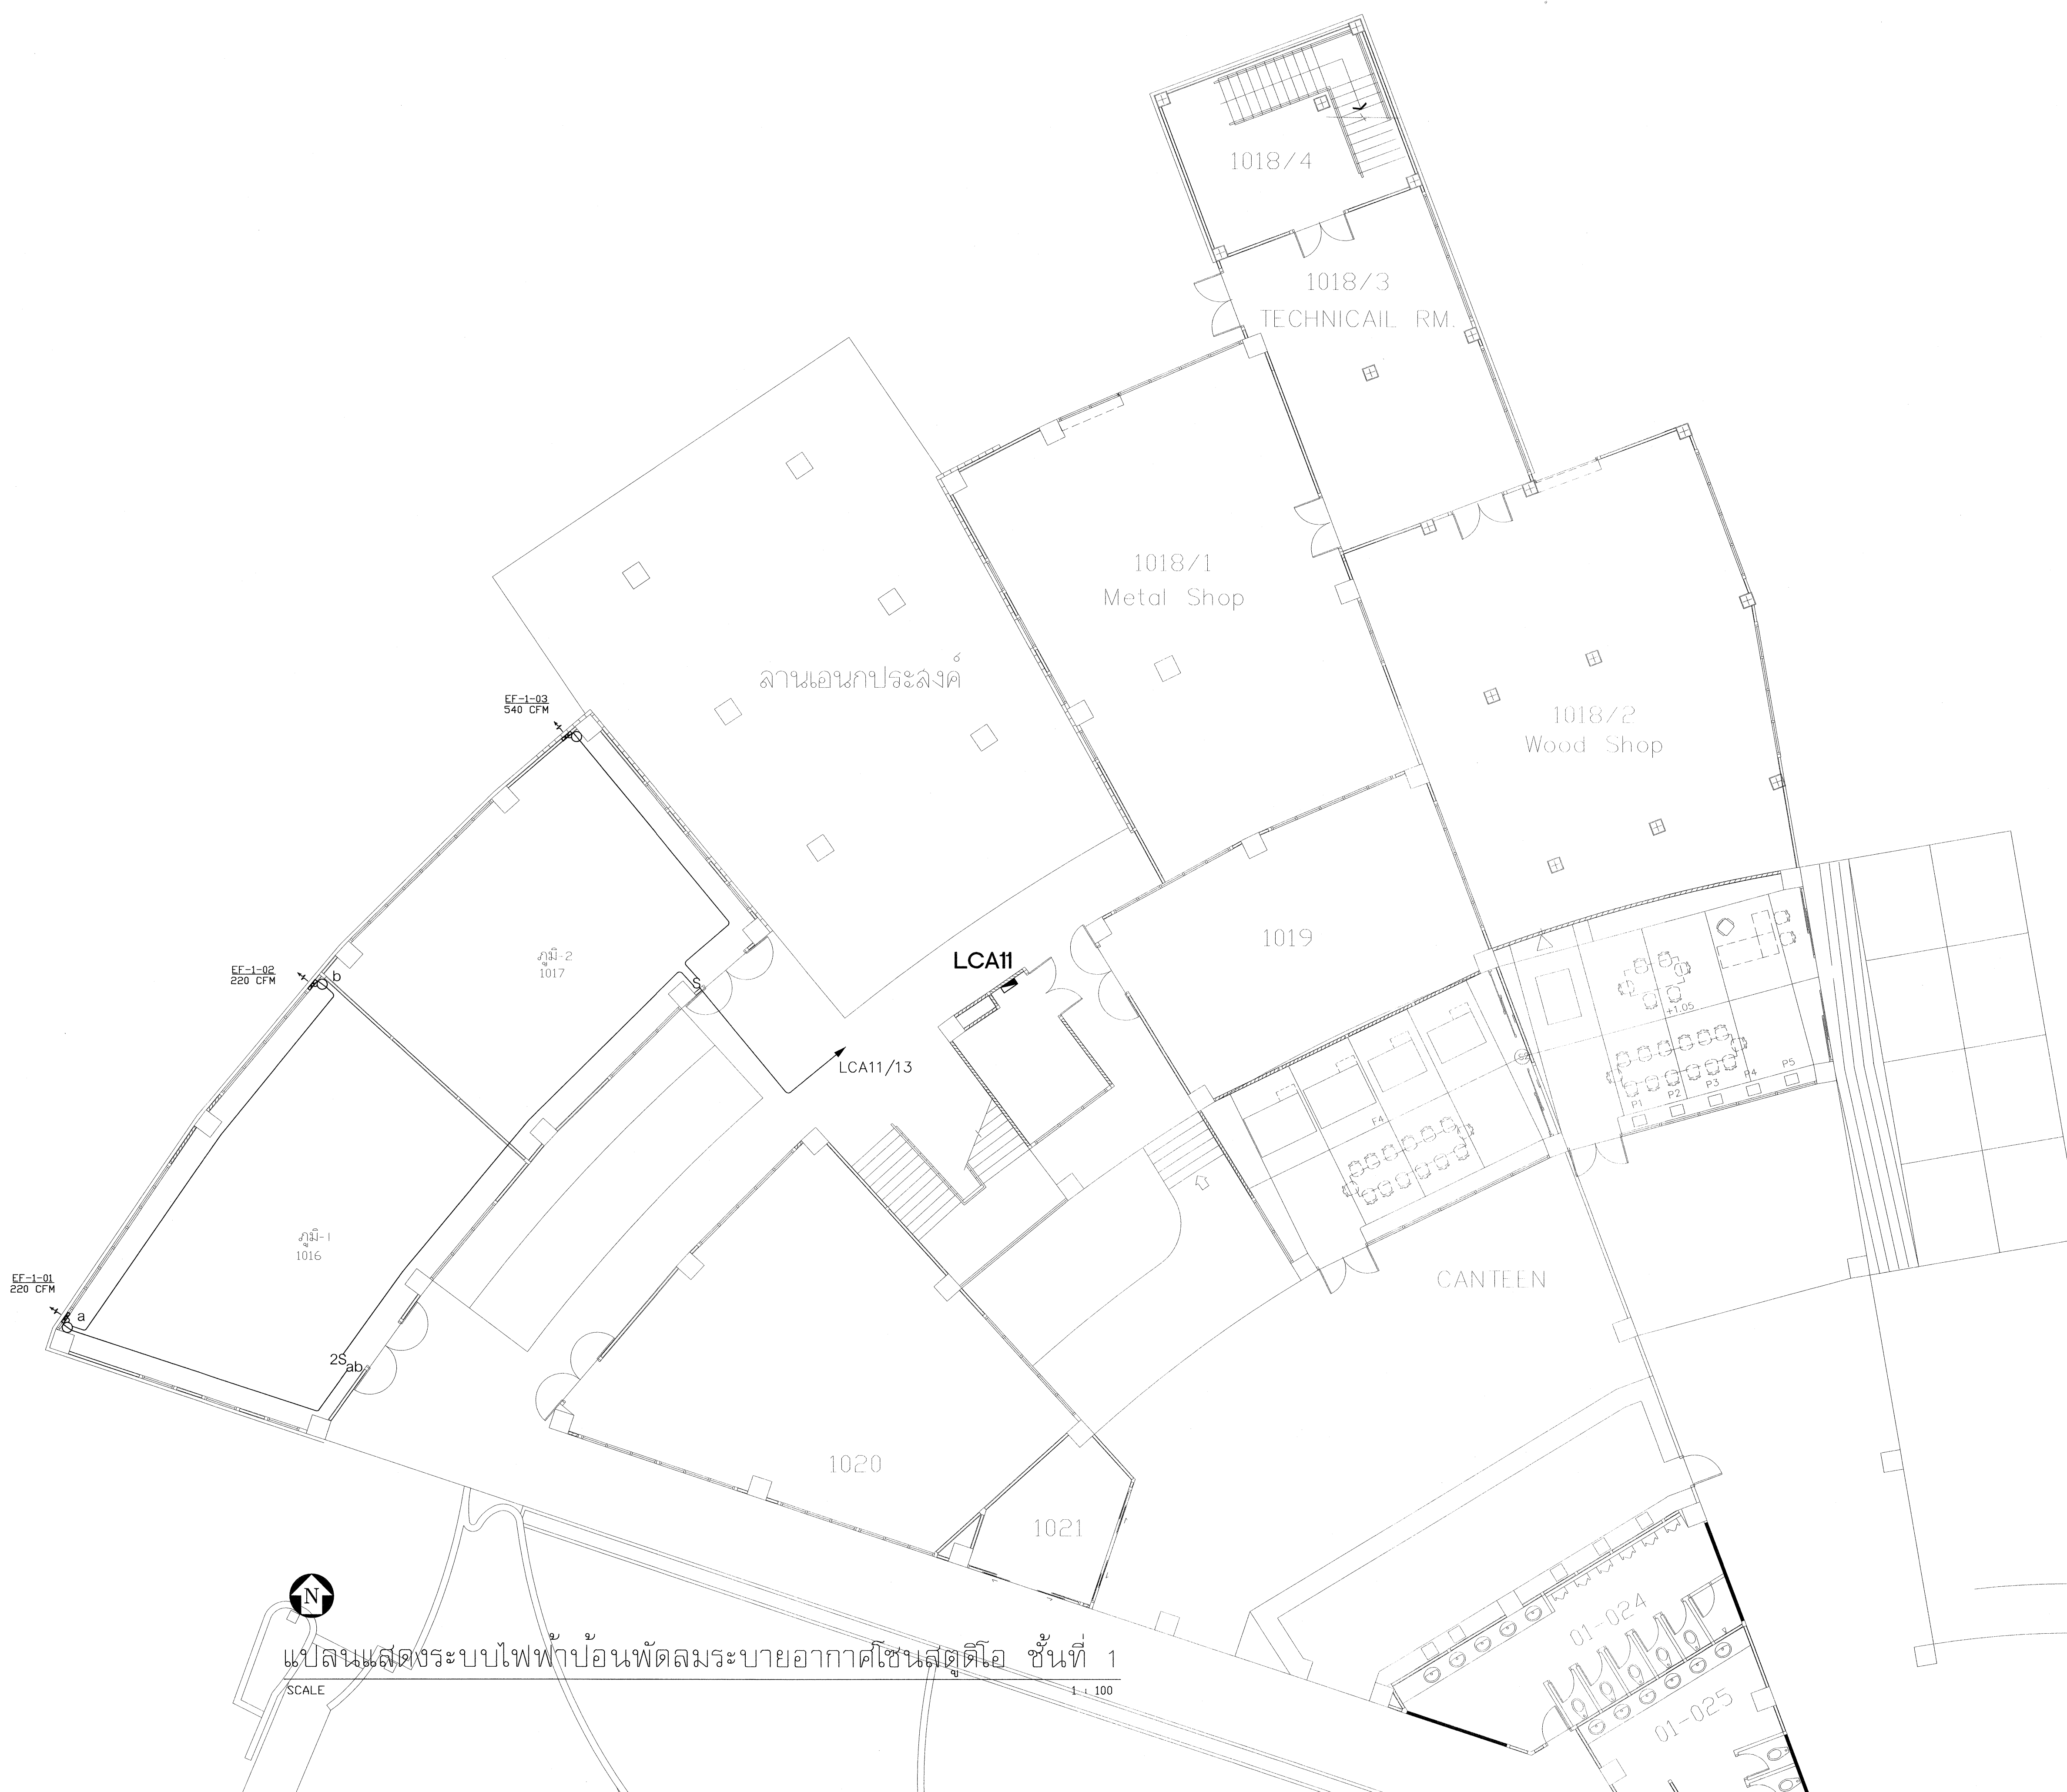 1018/4
1018/3
TECHNICAIL RM.
1018/1
Metal Shop
ลานเอนกประสงค์
EF-1-03
540 CFM
1018/2
Wood Shop
ภูมิ-2
1017
EF-1-02
220 CFM
b
S
LCA11
1019
LCA11/13
+1.05
P1
P2
P3
P4
P5
F4
ภูมิ-1
1016
EF-1-01
220 CFM
a
2S
ab
CANTEEN
1020
1021
01-024
01-025
N
แปลนแสดงระบบไฟฟ้าป้อนพัดลมระบายอากาศโซนสตูดิโอ ชั้นที่ 1
SCALE 1 : 100